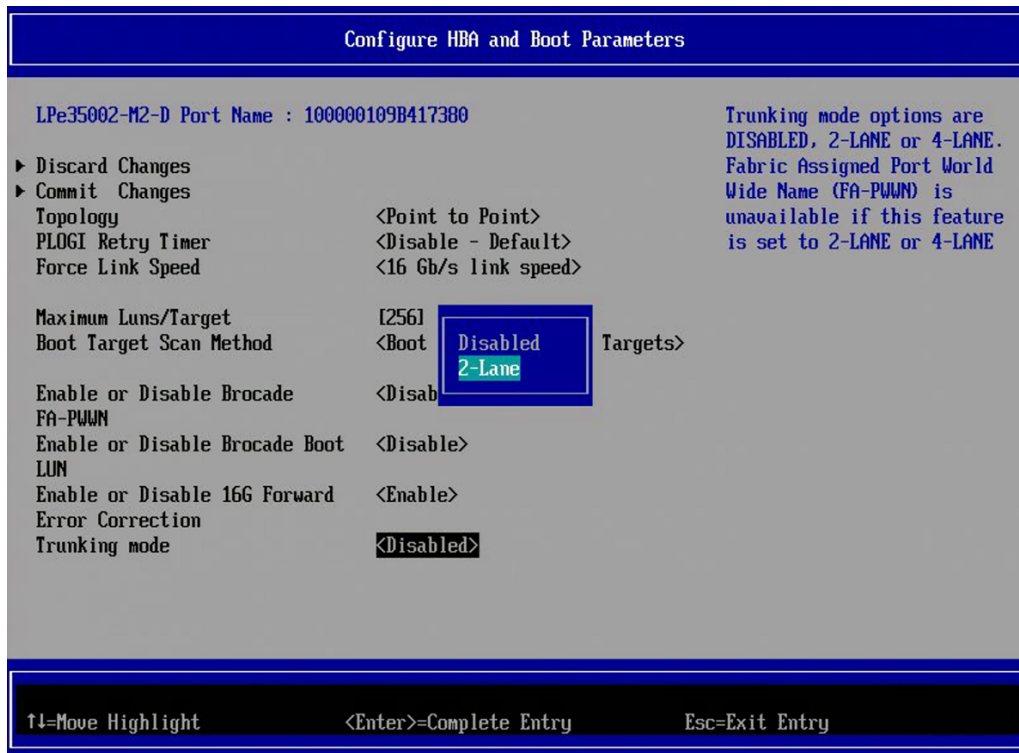 Configure HBA and Boot Parameters
LPe35002-M2-D Port Name : 100000109B417380
▶ Discard Changes
▶ Commit Changes
Topology <Point to Point>
PLOGI Retry Timer <Disable - Default>
Force Link Speed <16 Gb/s link speed>
Maximum Luns/Target [256]
Boot Target Scan Method <Boot Targets>
Enable or Disable Brocade <Disab
FA-PWWN
Enable or Disable Brocade Boot <Disable>
LUN
Enable or Disable 16G Forward <Enable>
Error Correction
Trunking mode <Disabled>
Disabled
2-Lane
Trunking mode options are
DISABLED, 2-LANE or 4-LANE.
Fabric Assigned Port World
Wide Name (FA-PWWN) is
unavailable if this feature
is set to 2-LANE or 4-LANE
↑↓=Move Highlight <Enter>=Complete Entry Esc=Exit Entry